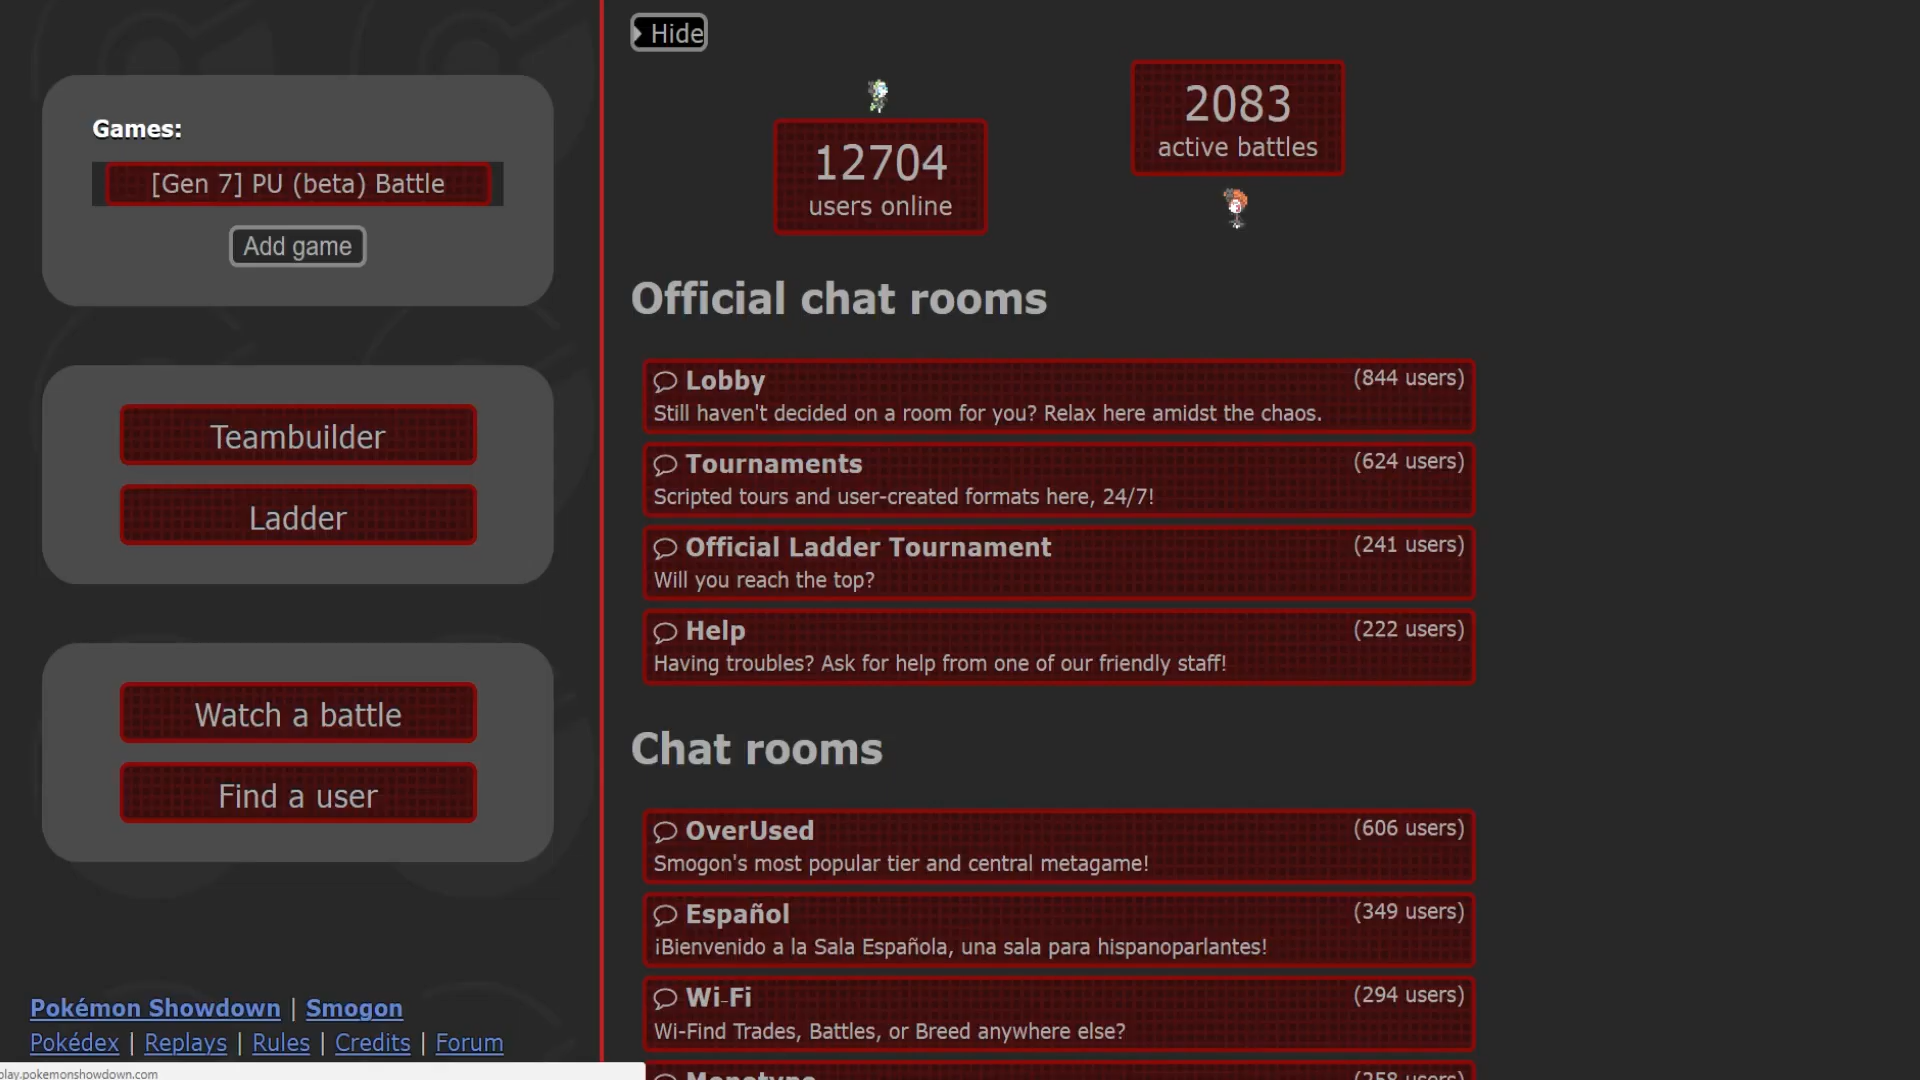 Games:
[Gen 7] PU (beta) Battle
Add game
Teambuilder
Ladder
Watch a battle
Find a user
Pokémon Showdown | Smogon
Pokédex | Replays | Rules | Credits | Forum
play.pokemonshowdown.com
Hide
12704
users online
2083
active battles
Official chat rooms
Lobby (844 users)
Still haven't decided on a room for you? Relax here amidst the chaos.
Tournaments (624 users)
Scripted tours and user-created formats here, 24/7!
Official Ladder Tournament (241 users)
Will you reach the top?
Help (222 users)
Having troubles? Ask for help from one of our friendly staff!
Chat rooms
OverUsed (606 users)
Smogon's most popular tier and central metagame!
Español (349 users)
¡Bienvenido a la Sala Española, una sala para hispanoparlantes!
Wi-Fi (294 users)
Wi-Find Trades, Battles, or Breed anywhere else?
Monotype (258 users)